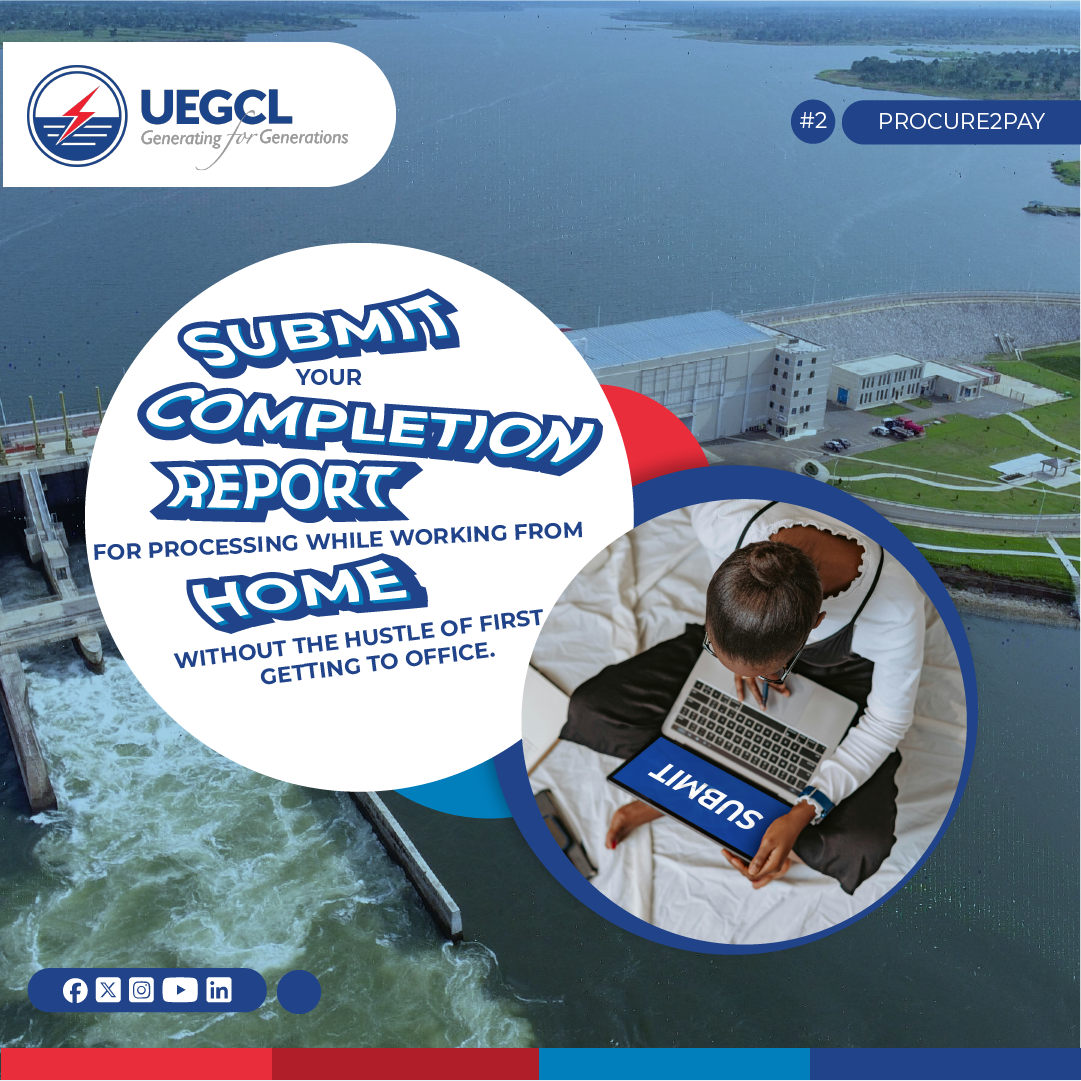 UEGCL
Generating for Generations
#2
PROCURE2PAY
SUBMIT
YOUR
COMPLETION
REPORT
FOR PROCESSING WHILE WORKING FROM
HOME
WITHOUT THE HUSTLE OF FIRST
GETTING TO OFFICE.
SUBMIT